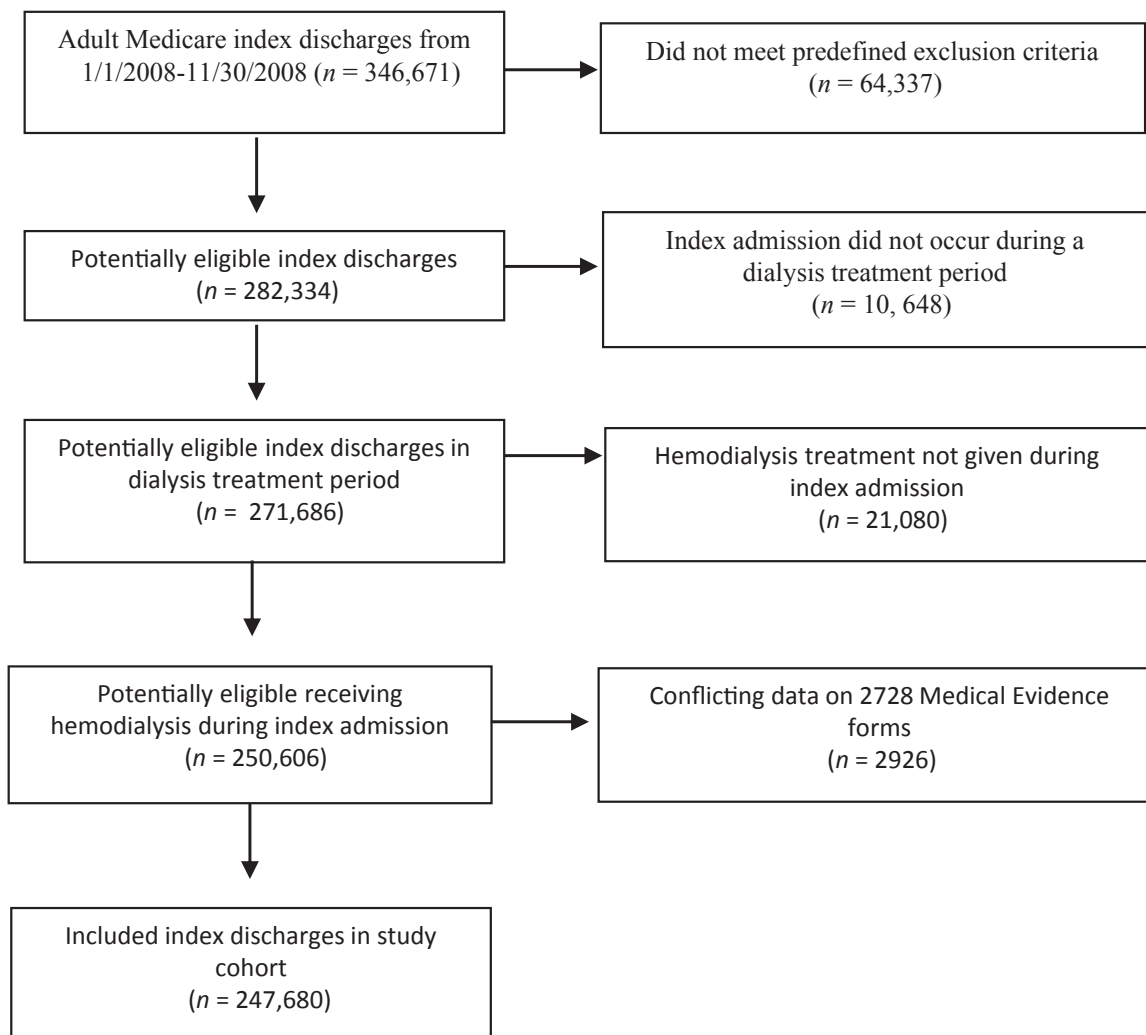 Adult Medicare index discharges from
1/1/2008-11/30/2008 (n = 346,671)
Did not meet predefined exclusion criteria
(n = 64,337)
Potentially eligible index discharges
(n = 282,334)
Index admission did not occur during a
dialysis treatment period
(n = 10, 648)
Potentially eligible index discharges in
dialysis treatment period
(n = 271,686)
Hemodialysis treatment not given during
index admission
(n = 21,080)
Potentially eligible receiving
hemodialysis during index admission
(n = 250,606)
Conflicting data on 2728 Medical Evidence
forms
(n = 2926)
Included index discharges in study
cohort
(n = 247,680)